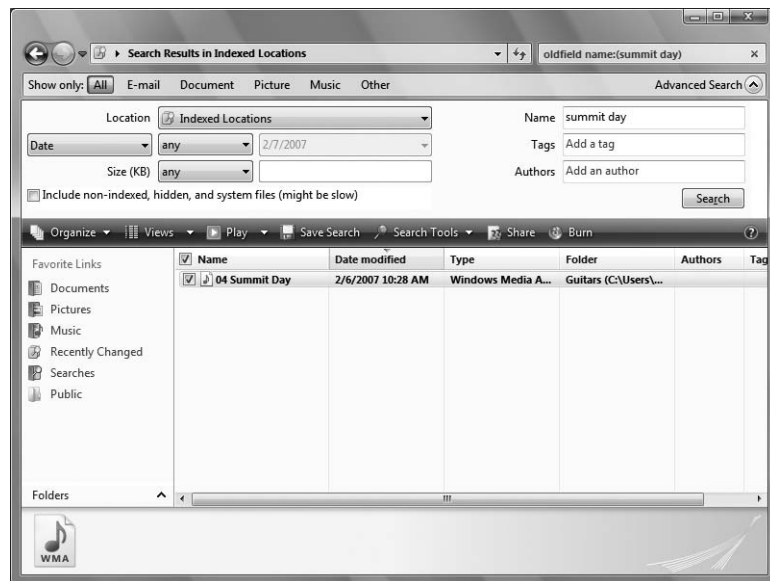 Search Results in Indexed Locations
oldfield name:(summit day)
Show only: All E-mail Document Picture Music Other Advanced Search
Location Indexed Locations Name summit day
Date any 2/7/2007 Tags Add a tag
Size (KB) any Authors Add an author
Include non-indexed, hidden, and system files (might be slow) Search
Organize Views Play Save Search Search Tools Share Burn
Favorite Links
Documents
Pictures
Music
Recently Changed
Searches
Public
Folders
Name Date modified Type Folder Authors Tag
04 Summit Day 2/6/2007 10:28 AM Windows Media A... Guitars (C:\Users\...
WMA